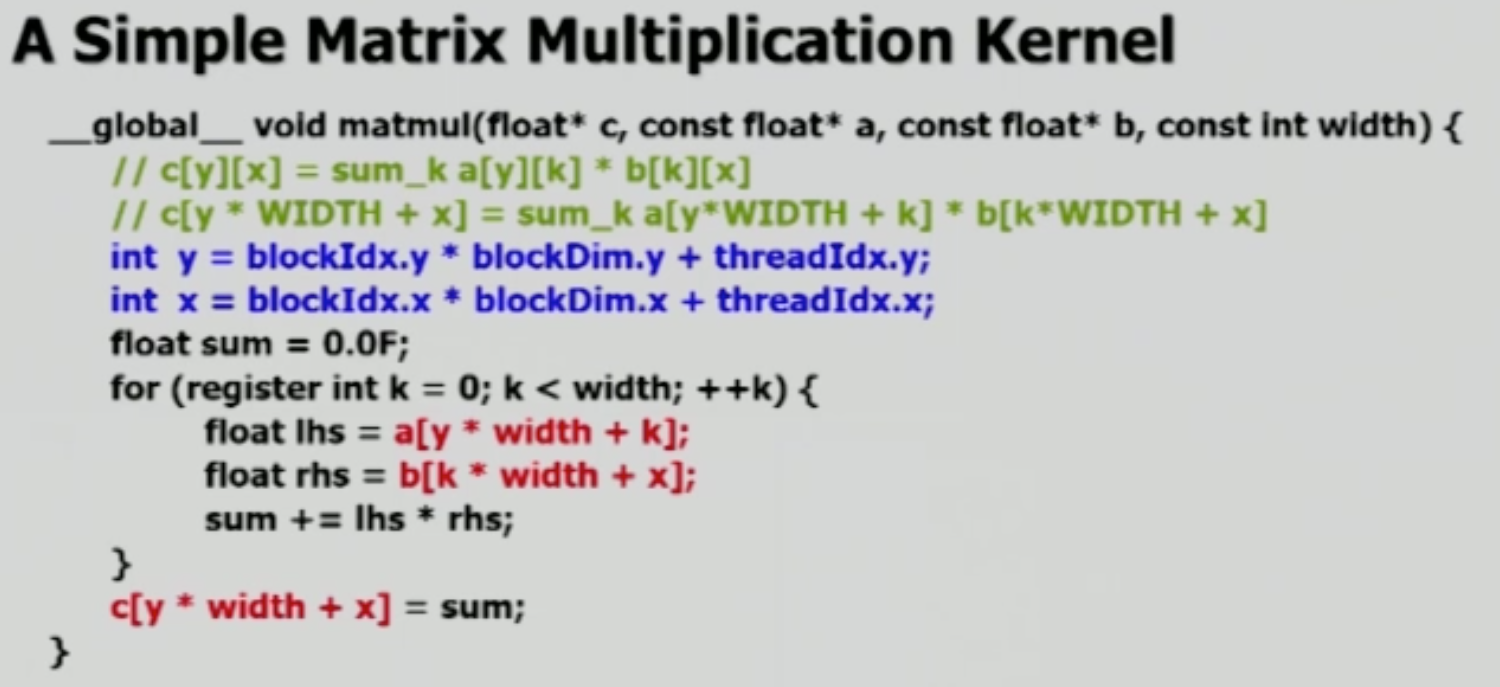 A Simple Matrix Multiplication Kernel
__global__ void matmul(float* c, const float* a, const float* b, const int width) {
// c[y][x] = sum_k a[y][k] * b[k][x]
// c[y * WIDTH + x] = sum_k a[y*WIDTH + k] * b[k*WIDTH + x]
int y = blockIdx.y * blockDim.y + threadIdx.y;
int x = blockIdx.x * blockDim.x + threadIdx.x;
float sum = 0.0F;
for (register int k = 0; k < width; ++k) {
float lhs = a[y * width + k];
float rhs = b[k * width + x];
sum += lhs * rhs;
}
c[y * width + x] = sum;
}